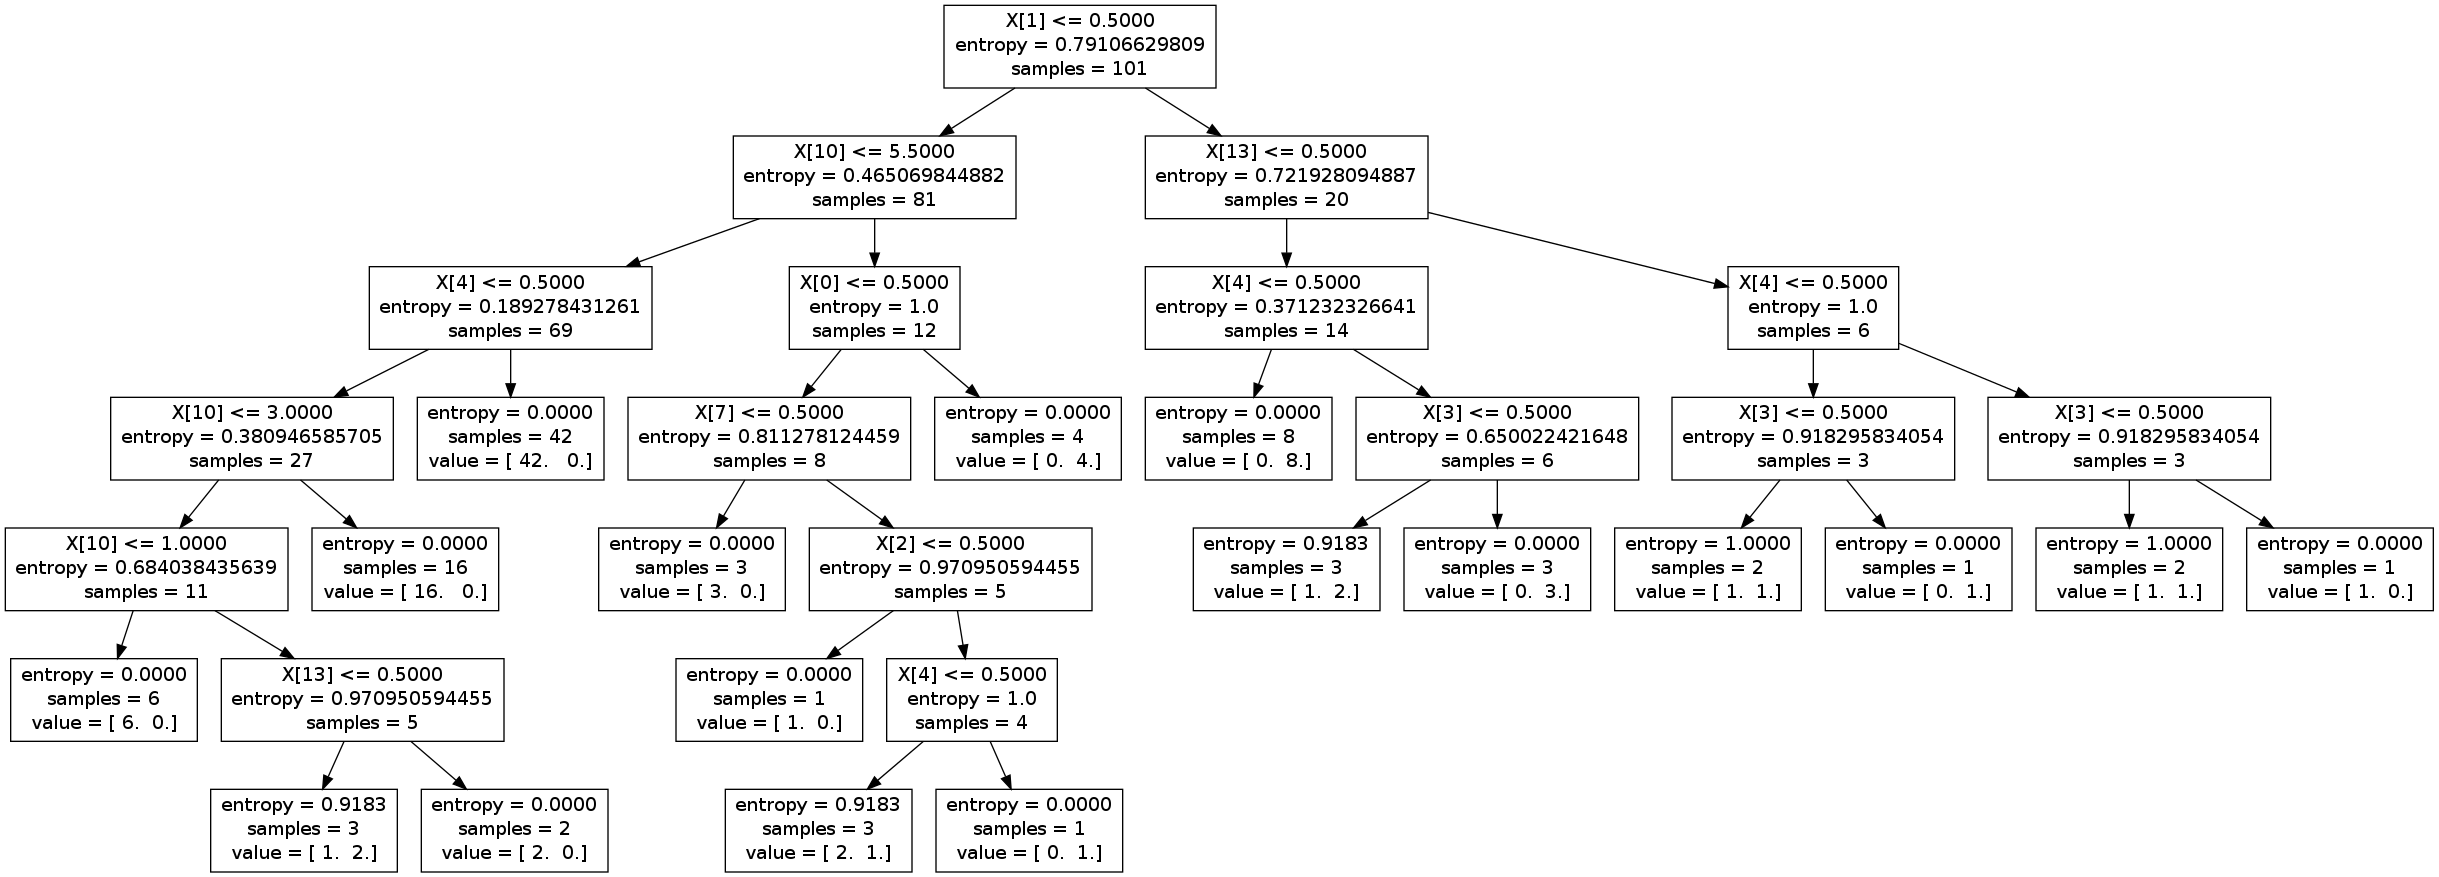 X[1] <= 0.5000
entropy = 0.79106629809
samples = 101
X[10] <= 5.5000
entropy = 0.465069844882
samples = 81
X[13] <= 0.5000
entropy = 0.721928094887
samples = 20
X[4] <= 0.5000
entropy = 0.189278431261
samples = 69
X[0] <= 0.5000
entropy = 1.0
samples = 12
X[4] <= 0.5000
entropy = 0.371232326641
samples = 14
X[4] <= 0.5000
entropy = 1.0
samples = 6
X[10] <= 3.0000
entropy = 0.380946585705
samples = 27
entropy = 0.0000
samples = 42
value = [ 42.   0.]
X[7] <= 0.5000
entropy = 0.811278124459
samples = 8
entropy = 0.0000
samples = 4
value = [ 0.  4.]
entropy = 0.0000
samples = 8
value = [ 0.  8.]
X[3] <= 0.5000
entropy = 0.650022421648
samples = 6
X[3] <= 0.5000
entropy = 0.918295834054
samples = 3
X[3] <= 0.5000
entropy = 0.918295834054
samples = 3
X[10] <= 1.0000
entropy = 0.684038435639
samples = 11
entropy = 0.0000
samples = 16
value = [ 16.   0.]
entropy = 0.0000
samples = 3
value = [ 3.  0.]
X[2] <= 0.5000
entropy = 0.970950594455
samples = 5
entropy = 0.9183
samples = 3
value = [ 1.  2.]
entropy = 0.0000
samples = 3
value = [ 0.  3.]
entropy = 1.0000
samples = 2
value = [ 1.  1.]
entropy = 0.0000
samples = 1
value = [ 0.  1.]
entropy = 1.0000
samples = 2
value = [ 1.  1.]
entropy = 0.0000
samples = 1
value = [ 1.  0.]
entropy = 0.0000
samples = 6
value = [ 6.  0.]
X[13] <= 0.5000
entropy = 0.970950594455
samples = 5
entropy = 0.0000
samples = 1
value = [ 1.  0.]
X[4] <= 0.5000
entropy = 1.0
samples = 4
entropy = 0.9183
samples = 3
value = [ 1.  2.]
entropy = 0.0000
samples = 2
value = [ 2.  0.]
entropy = 0.9183
samples = 3
value = [ 2.  1.]
entropy = 0.0000
samples = 1
value = [ 0.  1.]